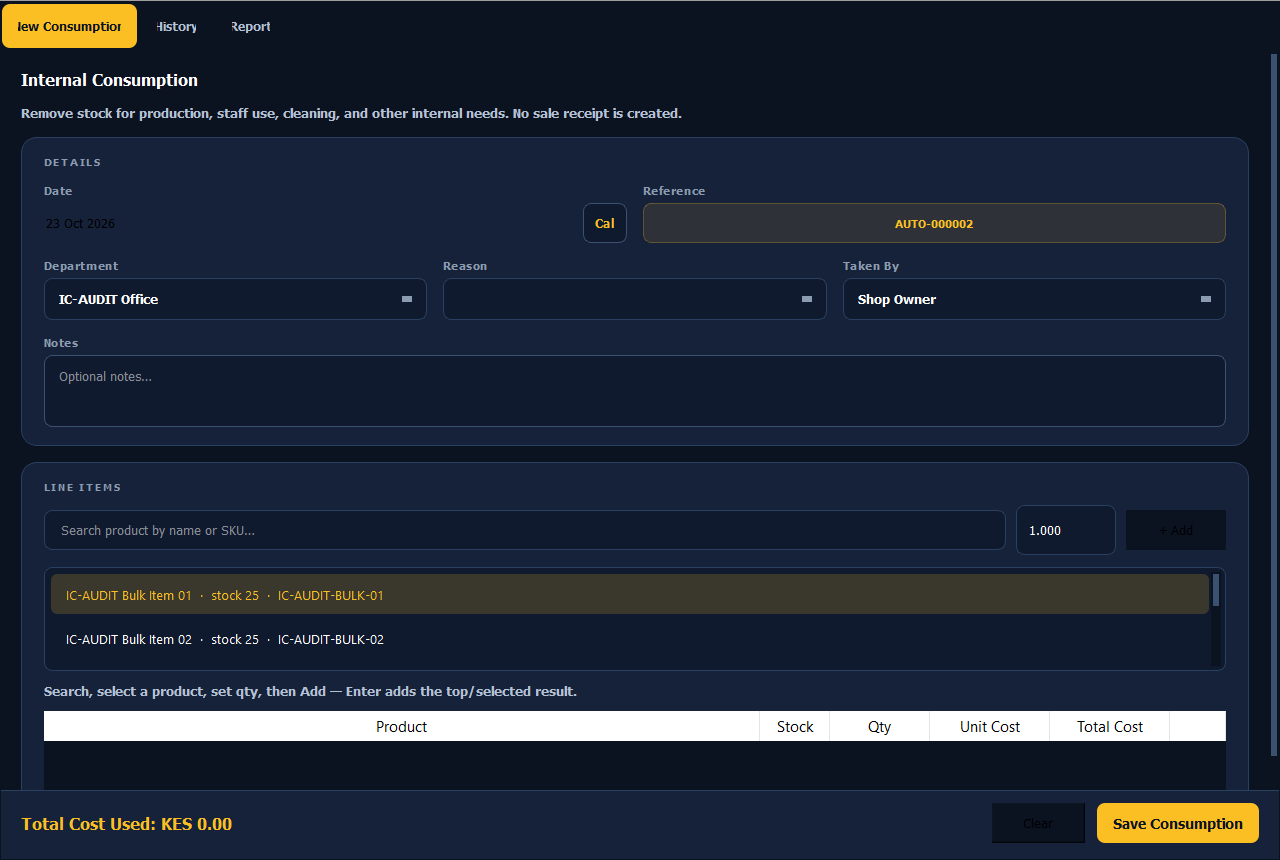 New Consumption History Report
Internal Consumption
Remove stock for production, staff use, cleaning, and other internal needs. No sale receipt is created.
DETAILS
Date Reference
23 Oct 2026 Cal AUTO-000002
Department Reason Taken By
IC-AUDIT Office Shop Owner
Notes
Optional notes...
LINE ITEMS
Search product by name or SKU... 1.000 + Add
IC-AUDIT Bulk Item 01 · stock 25 · IC-AUDIT-BULK-01
IC-AUDIT Bulk Item 02 · stock 25 · IC-AUDIT-BULK-02
Search, select a product, set qty, then Add — Enter adds the top/selected result.
Product Stock Qty Unit Cost Total Cost
Total Cost Used: KES 0.00 Clear Save Consumption